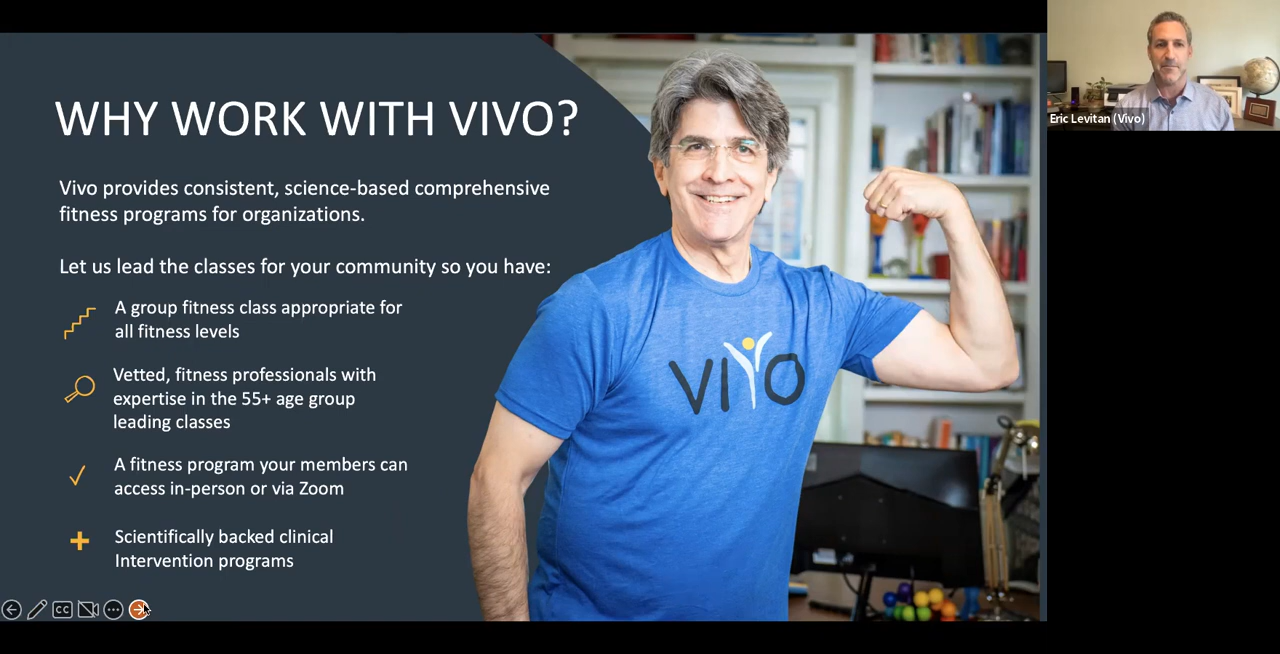 WHY WORK WITH VIVO?
Vivo provides consistent, science-based comprehensive
fitness programs for organizations.
Let us lead the classes for your community so you have:
A group fitness class appropriate for
all fitness levels
Vetted, fitness professionals with
expertise in the 55+ age group
leading classes
A fitness program your members can
access in-person or via Zoom
Scientifically backed clinical
Intervention programs
VIVO
CC
Eric Levitan (Vivo)